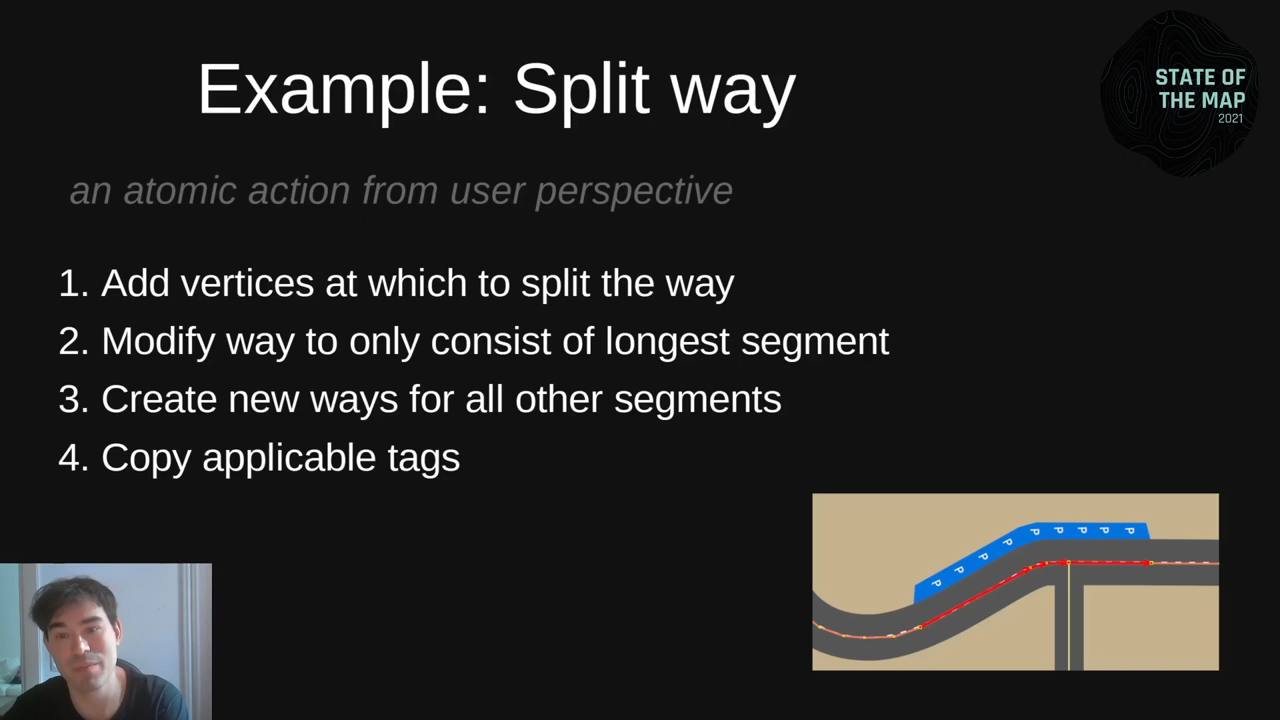 Example: Split way
STATE OF
THE MAP
2021
an atomic action from user perspective
1. Add vertices at which to split the way
2. Modify way to only consist of longest segment
3. Create new ways for all other segments
4. Copy applicable tags
P P P P P P P P P